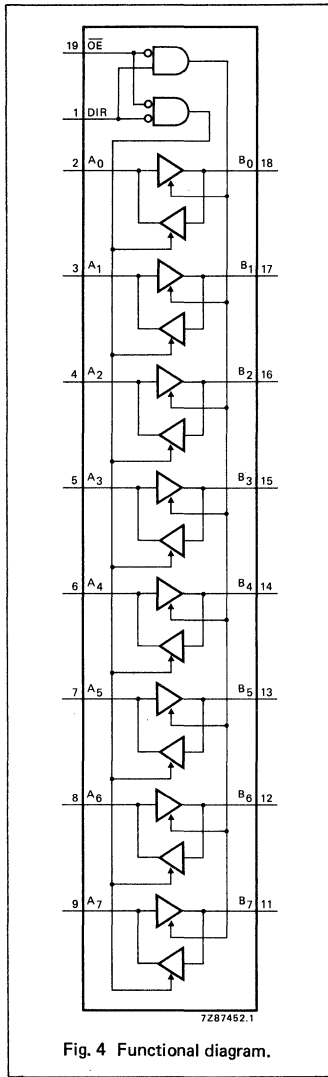 19 OE
1 DIR
2 A0 B0 18
3 A1 B1 17
4 A2 B2 16
5 A3 B3 15
6 A4 B4 14
7 A5 B5 13
8 A6 B6 12
9 A7 B7 11
7Z87452.1
Fig. 4 Functional diagram.